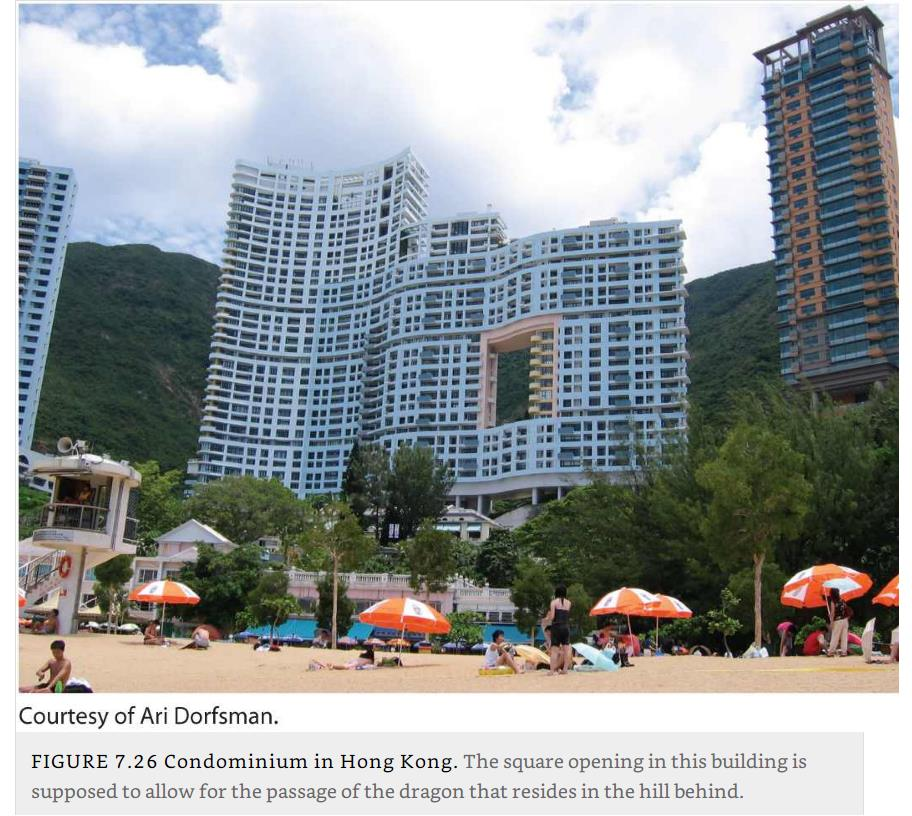 Courtesy of Ari Dorfsman.
FIGURE 7.26 Condominium in Hong Kong. The square opening in this building is
supposed to allow for the passage of the dragon that resides in the hill behind.